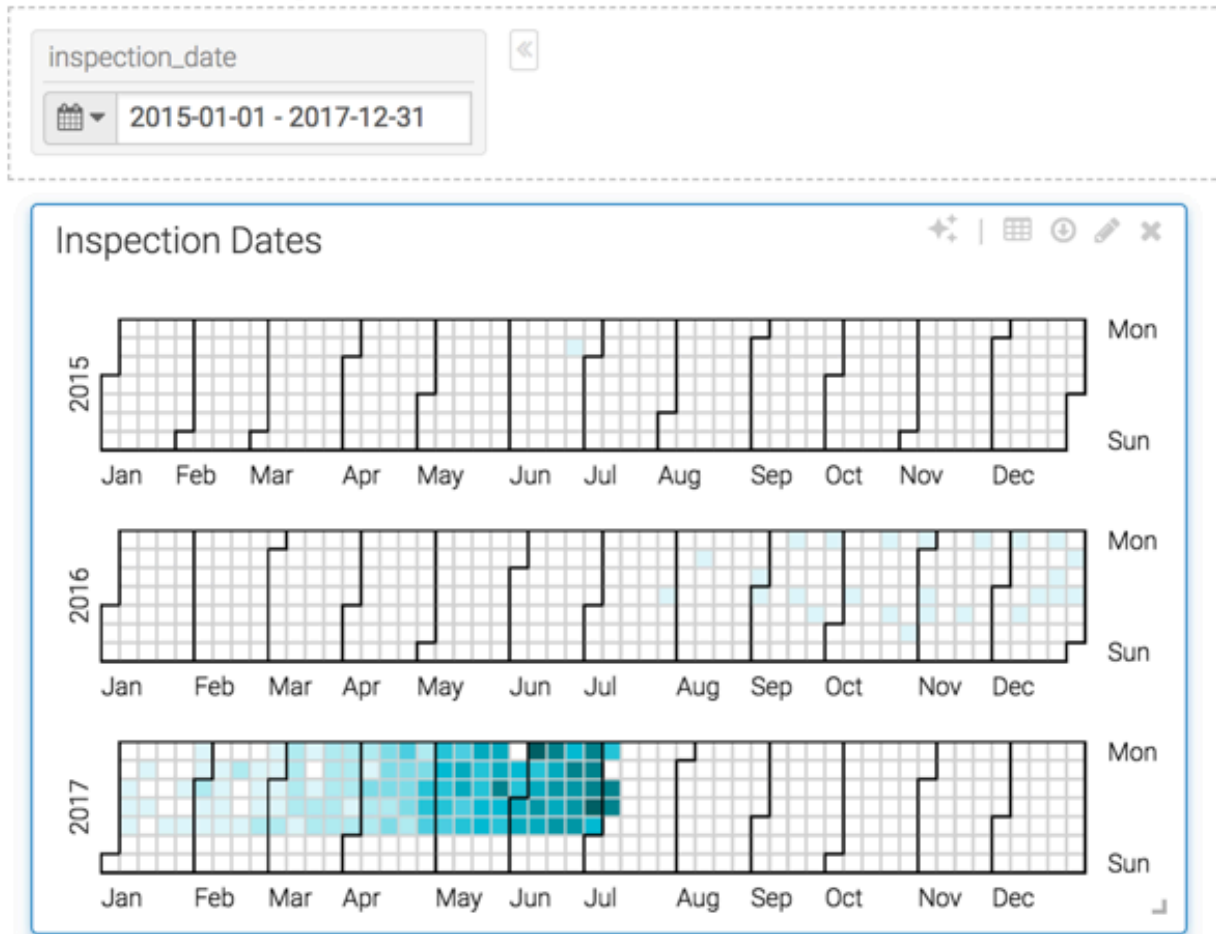 inspection_date
2015-01-01 - 2017-12-31
Inspection Dates
2015
Mon
Sun
Jan Feb Mar Apr May Jun Jul Aug Sep Oct Nov Dec
2016
Mon
Sun
Jan Feb Mar Apr May Jun Jul Aug Sep Oct Nov Dec
2017
Mon
Sun
Jan Feb Mar Apr May Jun Jul Aug Sep Oct Nov Dec